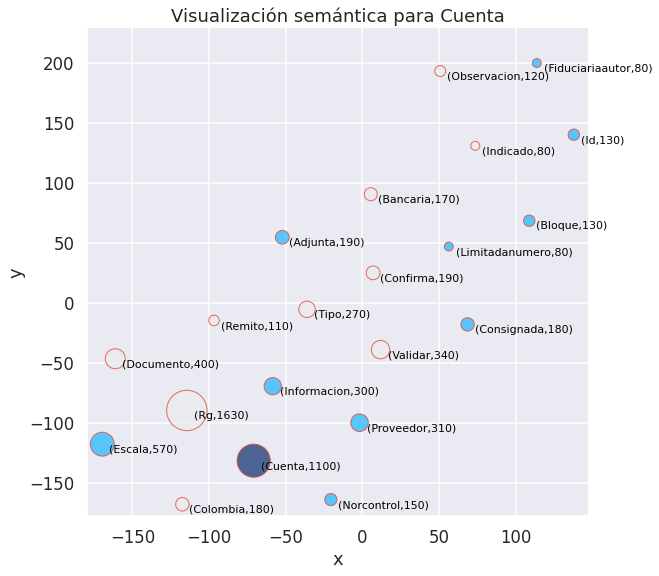 Visualización semántica para Cuenta
200
150
100
50
0
−50
−100
−150
y
(Fiduciariaautor,80)
(Observacion,120)
(Id,130)
(Indicado,80)
(Bancaria,170)
(Bloque,130)
(Adjunta,190)
(Limitadanumero,80)
(Confirma,190)
(Tipo,270)
(Remito,110)
(Consignada,180)
(Validar,340)
(Documento,400)
(Informacion,300)
(Rg,1630)
(Proveedor,310)
(Escala,570)
(Cuenta,1100)
(Norcontrol,150)
(Colombia,180)
−150
−100
−50
0
50
100
x